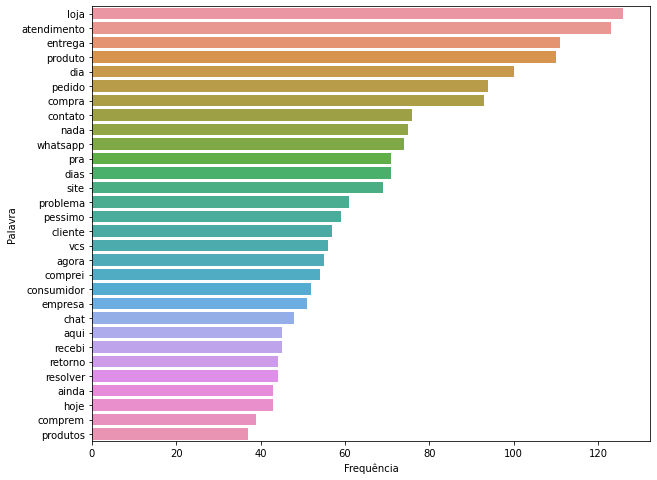 loja
atendimento
entrega
produto
dia
pedido
compra
contato
nada
whatsapp
pra
dias
site
problema
pessimo
cliente
vcs
agora
comprei
consumidor
empresa
chat
aqui
recebi
retorno
resolver
ainda
hoje
comprem
produtos
Palavra
0 20 40 60 80 100 120
Frequência